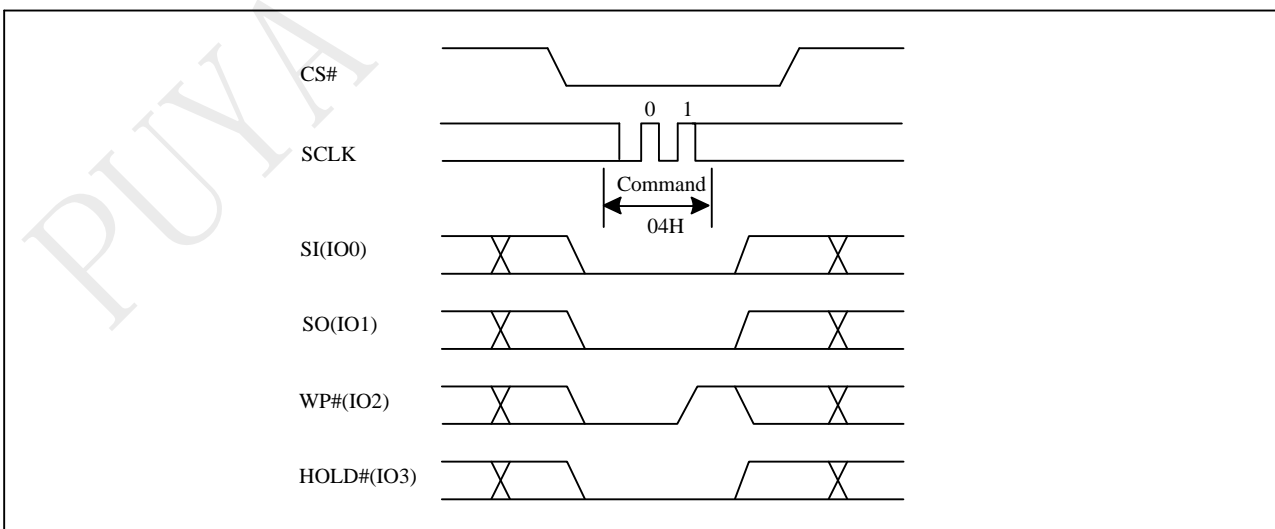 PUYA
CS#
0 1
SCLK
Command
04H
SI(IO0)
SO(IO1)
WP#(IO2)
HOLD#(IO3)